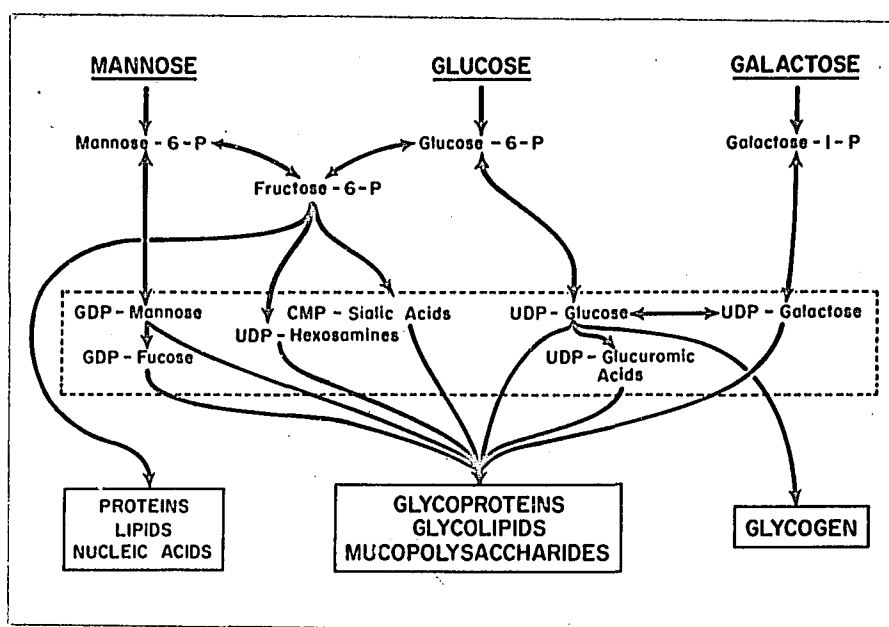 MANNOSE
GLUCOSE
GALACTOSE
Mannose-6-P
Glucose-6-P
Galactose-1-P
Fructose-6-P
GDP-Mannose
CMP-Sialic Acids
UDP-Glucose
UDP-Galactose
UDP-Hexosamines
GDP-Fucose
UDP-Glucuromic
Acids
PROTEINS
LIPIDS
NUCLEIC ACIDS
GLYCOPROTEINS
GLYCOLIPIDS
MUCOPOLYSACCHARIDES
GLYCOGEN